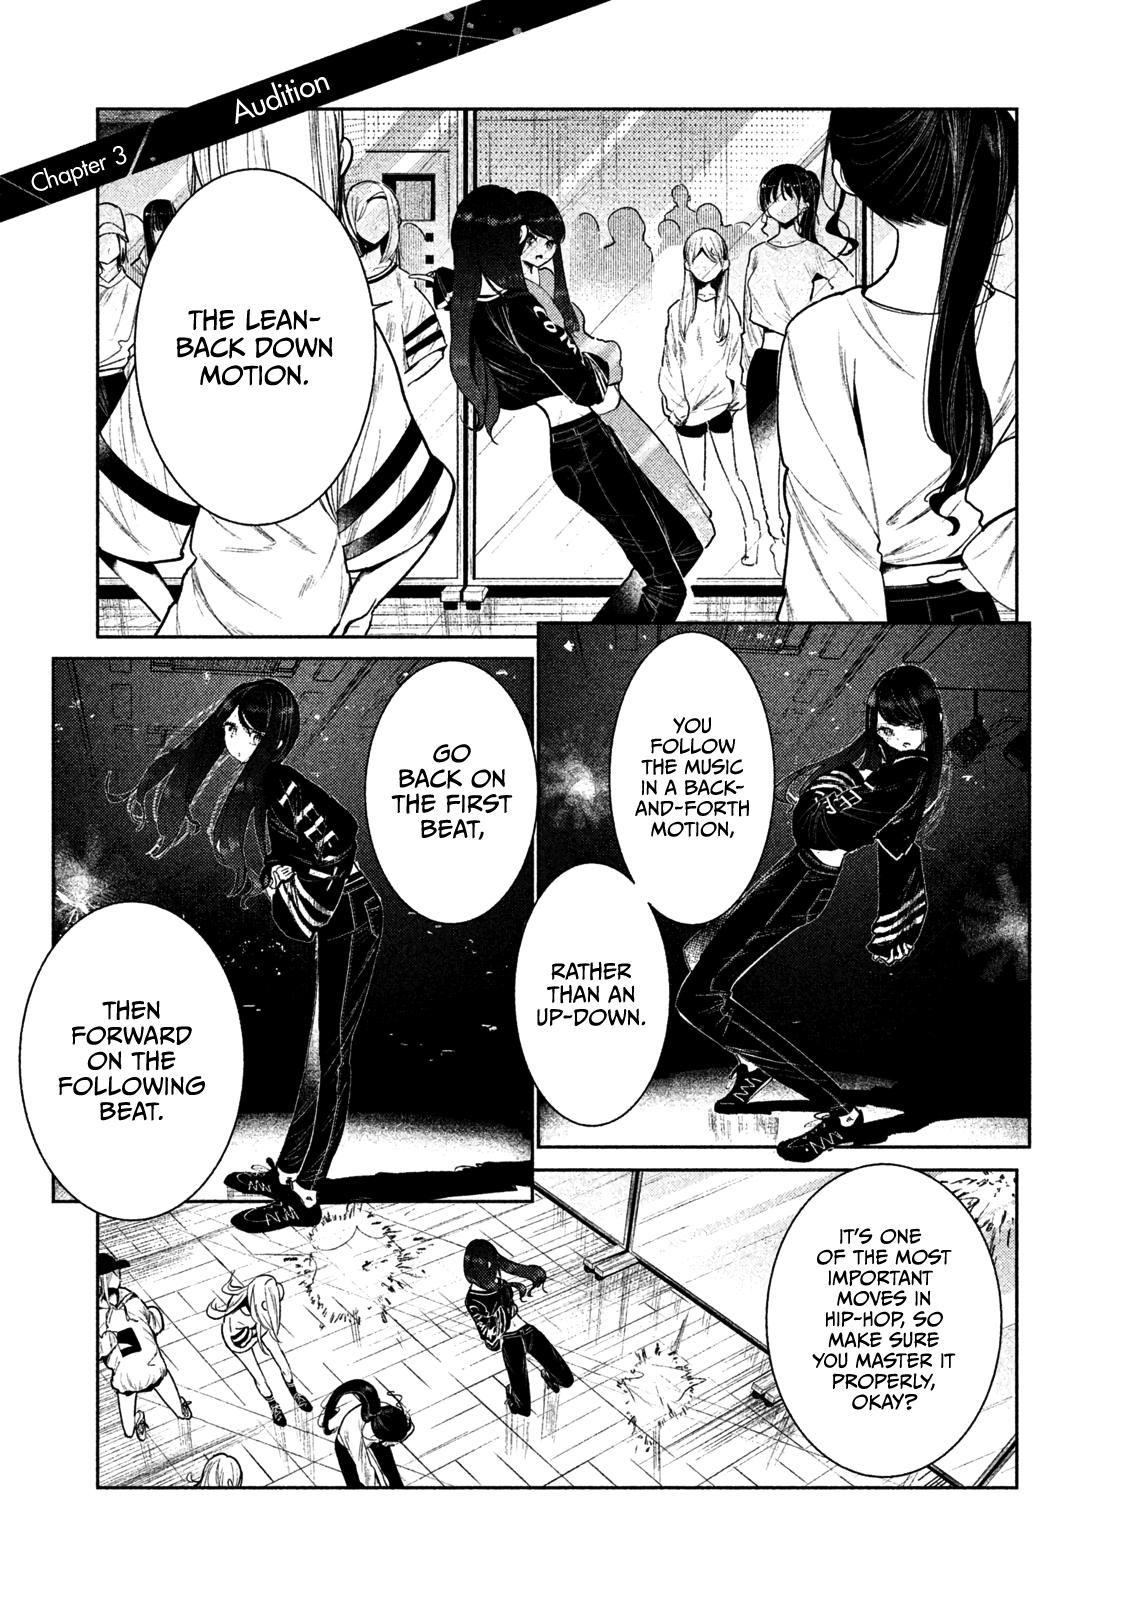 Chapter 3
Audition
THE LEAN-
BACK DOWN
MOTION.
YOU
FOLLOW
THE MUSIC
IN A BACK-
AND-FORTH
MOTION,
RATHER
THAN AN
UP-DOWN.
GO
BACK ON
THE FIRST
BEAT,
THEN
FORWARD
ON THE
FOLLOWING
BEAT.
IT'S ONE
OF THE MOST
IMPORTANT
MOVES IN
HIP-HOP, SO
MAKE SURE
YOU MASTER IT
PROPERLY,
OKAY?